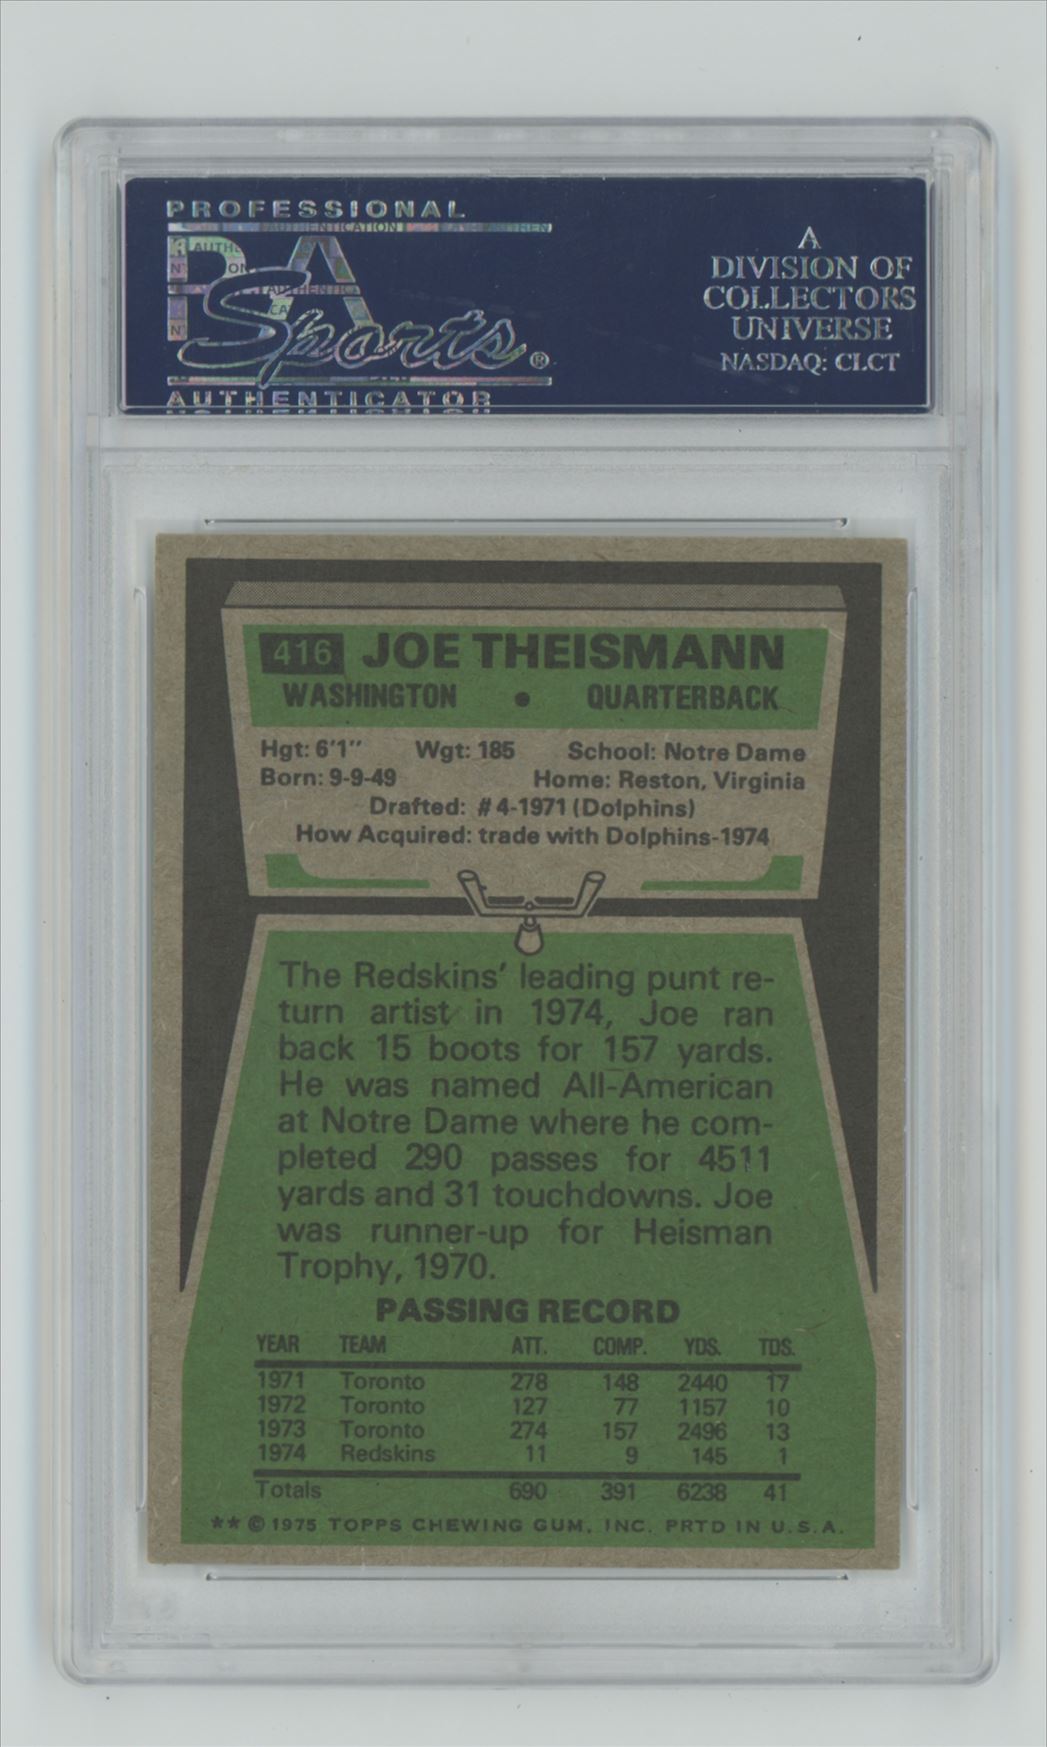 PROFESSIONAL
PSA
Sports®
AUTHENTICATOR
A
DIVISION OF
COLLECTORS
UNIVERSE
NASDAQ: CLCT
416 JOE THEISMANN
WASHINGTON • QUARTERBACK
Hgt: 6'1" Wgt: 185 School: Notre Dame
Born: 9-9-49 Home: Reston, Virginia
Drafted: #4-1971 (Dolphins)
How Acquired: trade with Dolphins-1974
The Redskins' leading punt re-
turn artist in 1974, Joe ran
back 15 boots for 157 yards.
He was named All-American
at Notre Dame where he com-
pleted 290 passes for 4511
yards and 31 touchdowns. Joe
was runner-up for Heisman
Trophy, 1970.
PASSING RECORD
YEAR TEAM ATT. COMP. YDS. TDS.
1971 Toronto 278 148 2440 17
1972 Toronto 127 77 1157 10
1973 Toronto 274 157 2496 13
1974 Redskins 11 9 145 1
Totals 690 391 6238 41
** © 1975 TOPPS CHEWING GUM, INC. PRTD IN U.S.A.